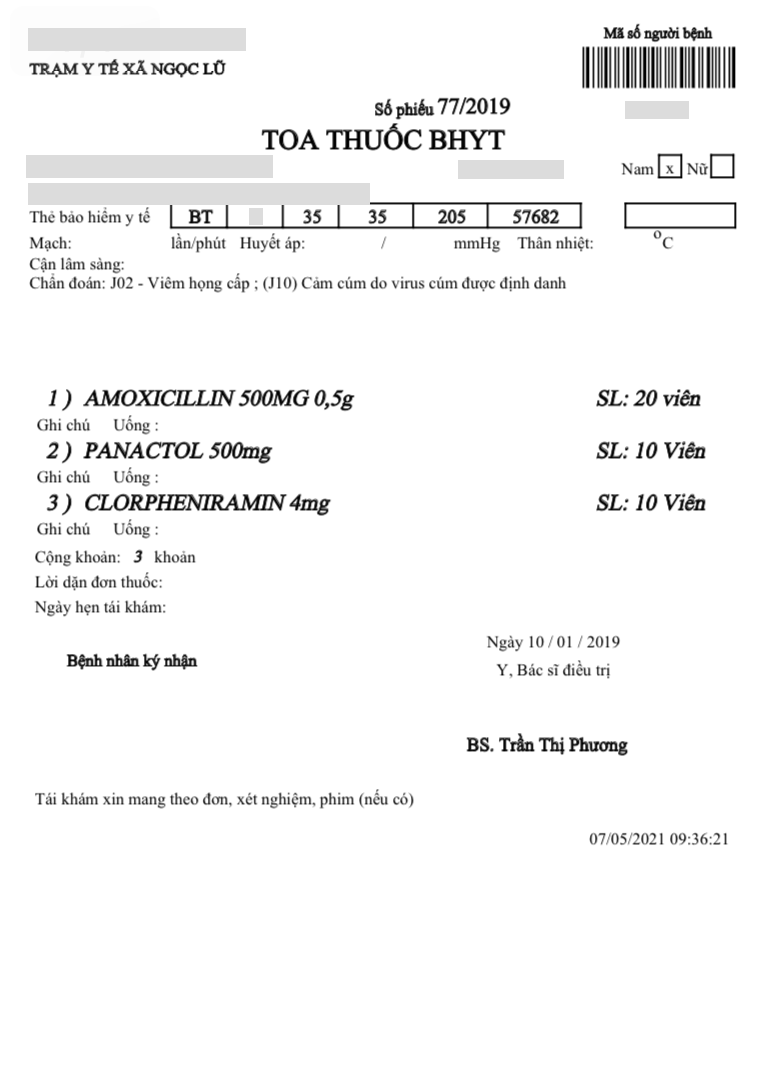 Mã số người bệnh
TRẠM Y TẾ XÃ NGỌC LŨ
Số phiếu 77/2019
TOA THUỐC BHYT
Nam x Nữ
Thẻ bảo hiểm y tế BT 35 35 205 57682
Mạch: lần/phút Huyết áp: / mmHg Thân nhiệt: °C
Cận lâm sàng:
Chẩn đoán: J02 - Viêm họng cấp ; (J10) Cảm cúm do virus cúm được định danh
1 ) AMOXICILLIN 500MG 0,5g SL: 20 viên
Ghi chú Uống :
2 ) PANACTOL 500mg SL: 10 Viên
Ghi chú Uống :
3 ) CLORPHENIRAMIN 4mg SL: 10 Viên
Ghi chú Uống :
Cộng khoản: 3 khoản
Lời dặn đơn thuốc:
Ngày hẹn tái khám:
Ngày 10 / 01 / 2019
Bệnh nhân ký nhận
Y, Bác sĩ điều trị
BS. Trần Thị Phương
Tái khám xin mang theo đơn, xét nghiệm, phim (nếu có)
07/05/2021 09:36:21